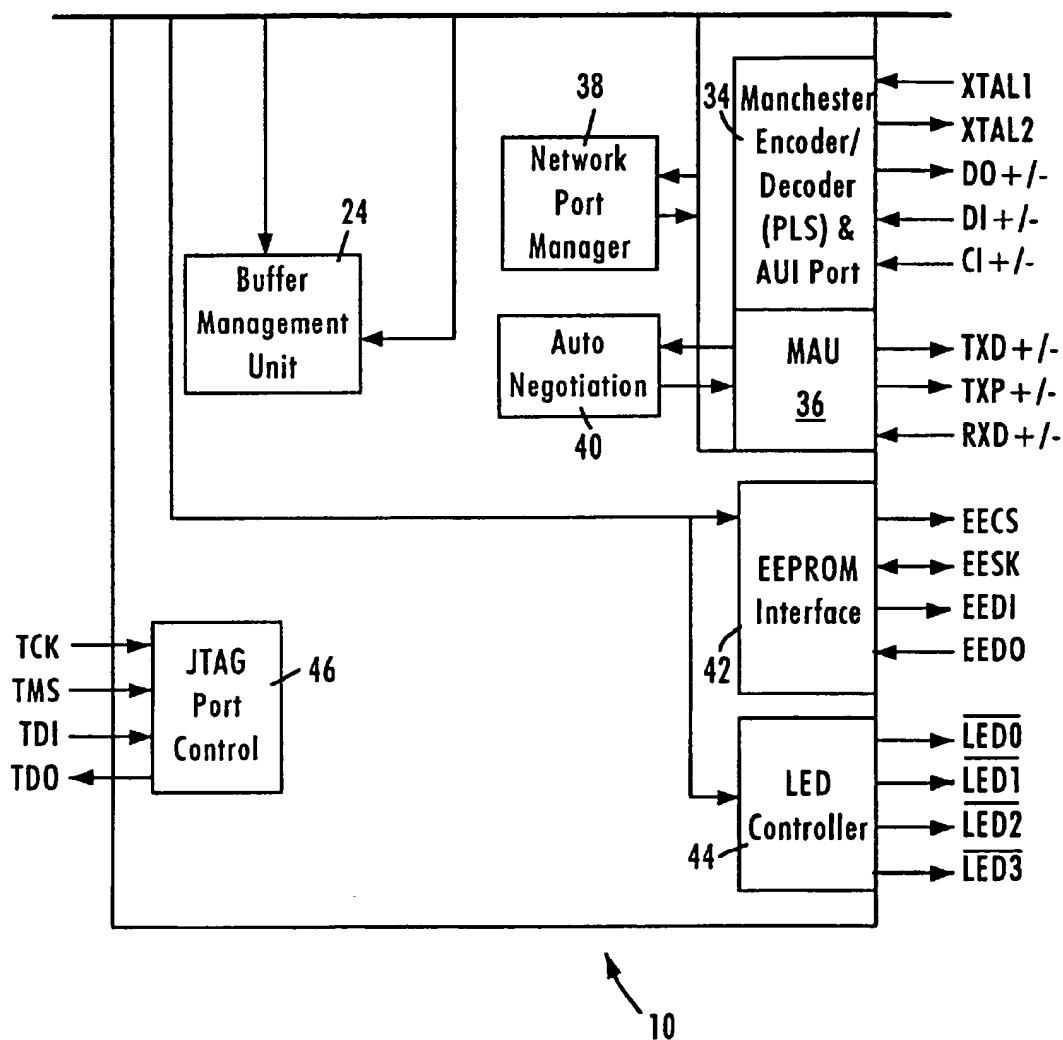 38
Network
Port
Manager
34
Manchester
Encoder/
Decoder
(PLS) &
AUI Port
XTAL1
XTAL2
DO+/-
DI+/-
CI+/-
24
Buffer
Management
Unit
Auto
Negotiation
40
MAU
36
TXD+/-
TXP+/-
RXD+/-
EEPROM
Interface
42
EECS
EESK
EEDI
EEDO
TCK
TMS
TDI
TDO
JTAG
Port
Control
46
LED
Controller
44
LED0
LED1
LED2
LED3
10